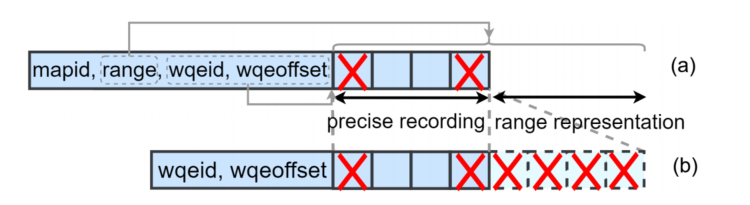 mapid, range, wqeid, wqeoffset
(a)
precise recording
range representation
wqeid, wqeoffset
(b)